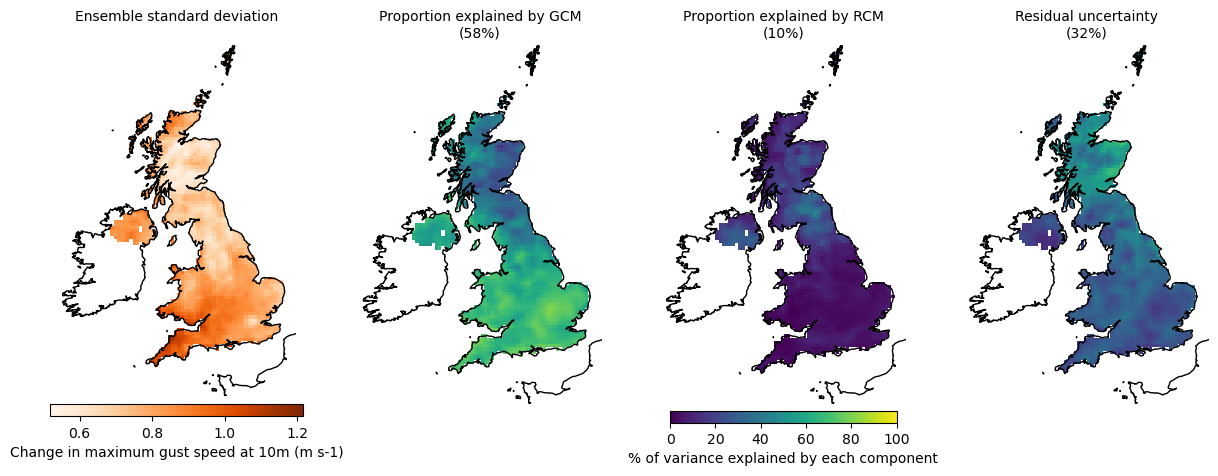 Ensemble standard deviation
Proportion explained by GCM
(58%)
Proportion explained by RCM
(10%)
Residual uncertainty
(32%)
0.6 0.8 1.0 1.2
Change in maximum gust speed at 10m (m s-1)
0 20 40 60 80 100
% of variance explained by each component